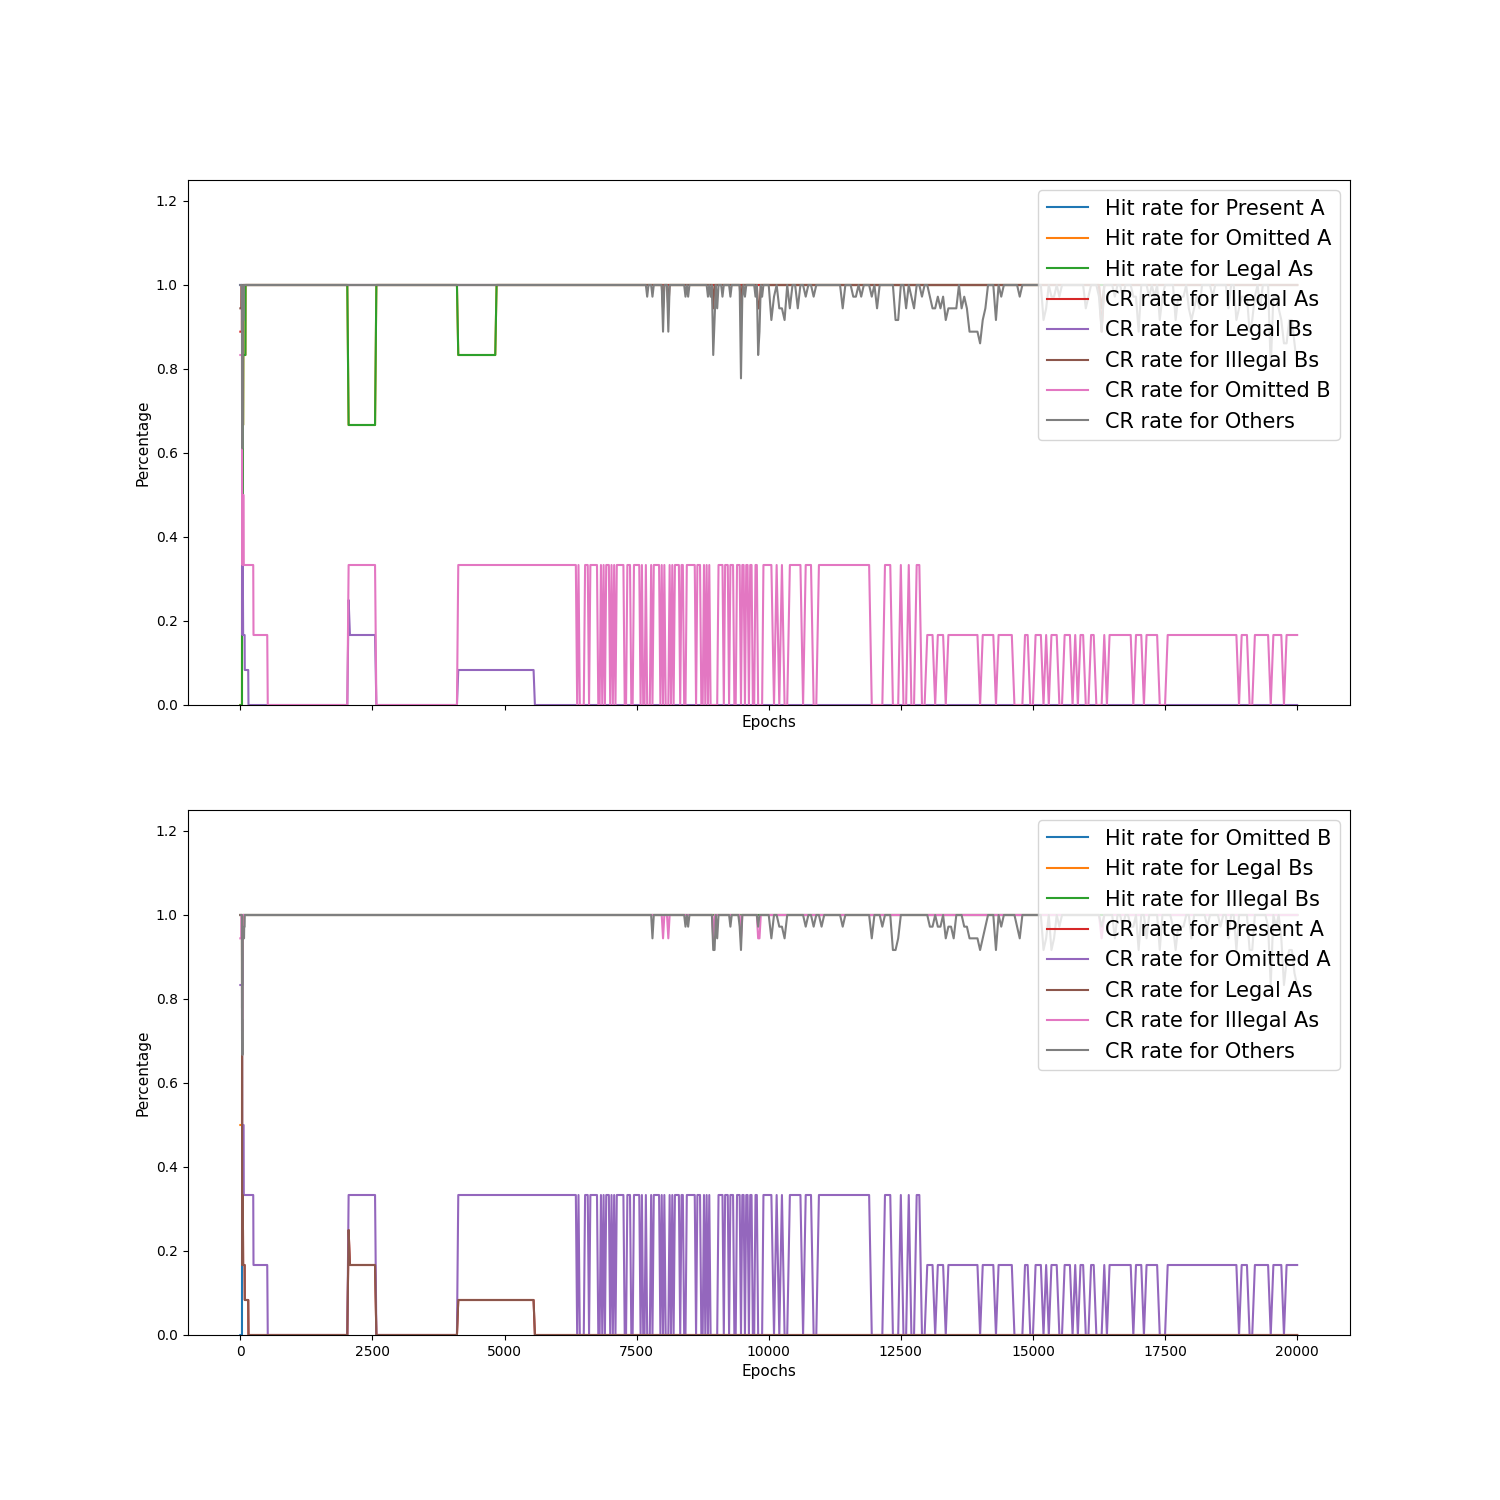 1.2
1.0
0.8
0.6
0.4
0.2
0.0
Percentage
Epochs
Hit rate for Present A
Hit rate for Omitted A
Hit rate for Legal As
CR rate for Illegal As
CR rate for Legal Bs
CR rate for Illegal Bs
CR rate for Omitted B
CR rate for Others
1.2
1.0
0.8
0.6
0.4
0.2
0.0
Percentage
0 2500 5000 7500 10000 12500 15000 17500 20000
Epochs
Hit rate for Omitted B
Hit rate for Legal Bs
Hit rate for Illegal Bs
CR rate for Present A
CR rate for Omitted A
CR rate for Legal As
CR rate for Illegal As
CR rate for Others